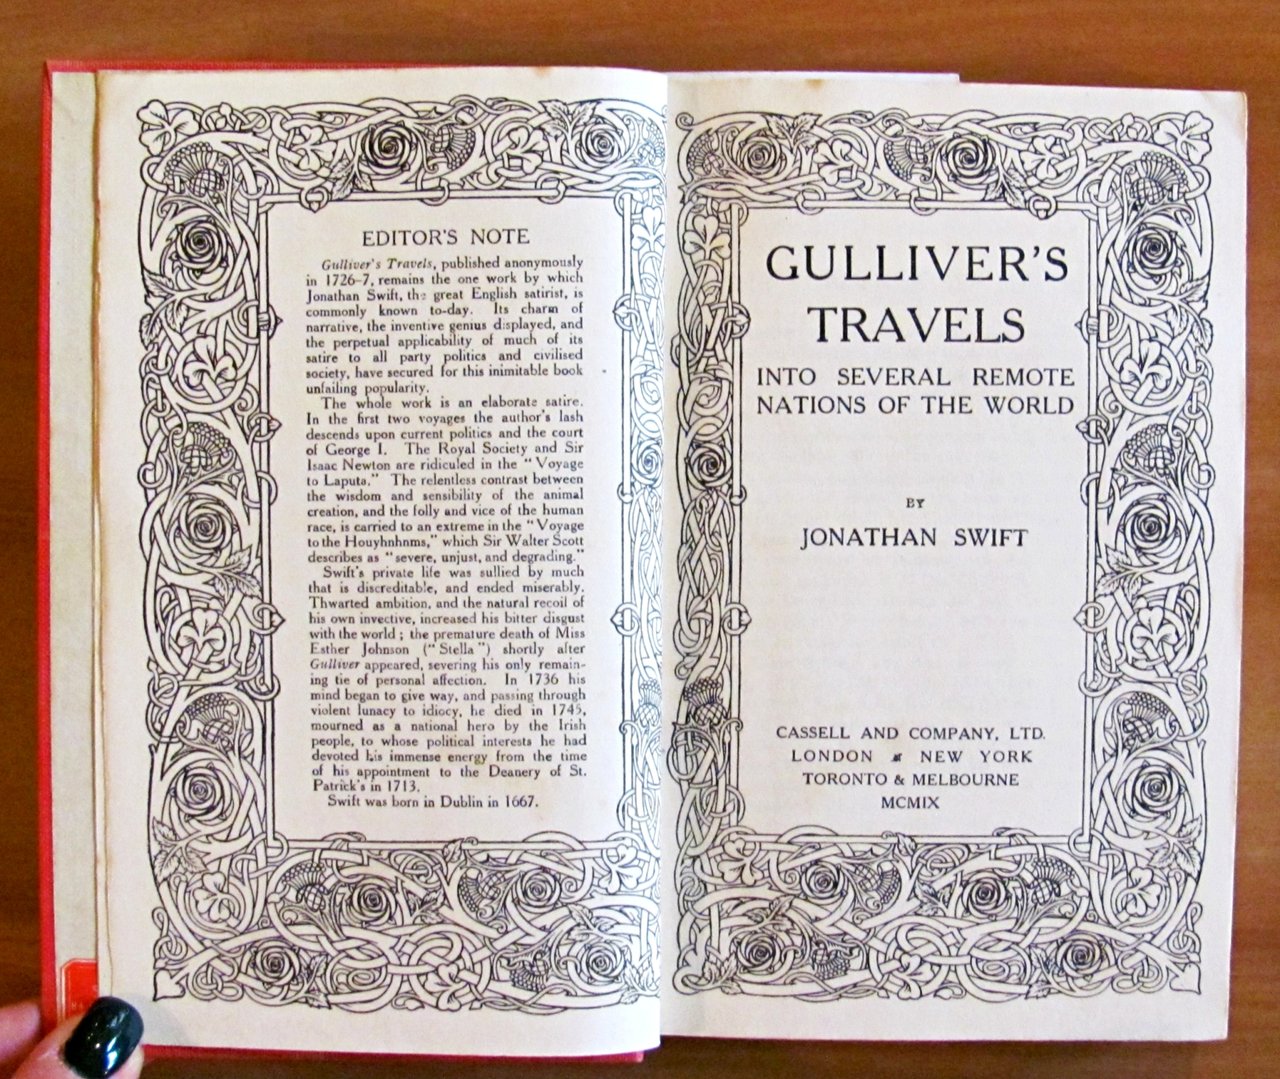 EDITOR'S NOTE
Gulliver's Travels, published anonymously
in 1726-7, remains the one work by which
Jonathan Swift, the great English satirist, is
commonly known to-day. Its charm of
narrative, the inventive genius displayed, and
the perpetual applicability of much of its
satire to all party politics and civilised
society, have secured for this inimitable book
unfailing popularity.
The whole work is an elaborate satire.
In the first two voyages the author's lash
descends upon current politics and the court
of George I. The Royal Society and Sir
Isaac Newton are ridiculed in the "Voyage
to Laputa." The relentless contrast between
the wisdom and sensibility of the animal
creation, and the folly and vice of the human
race, is carried to an extreme in the "Voyage
to the Houyhnhnms," which Sir Walter Scott
describes as "severe, unjust, and degrading."
Swift's private life was sullied by much
that is discreditable, and ended miserably.
Thwarted ambition, and the natural recoil of
his own invective, increased his bitter disgust
with the world; the premature death of Miss
Esther Johnson ("Stella") shortly after
Gulliver appeared, severing his only remain-
ing tie of personal affection. In 1736 his
mind began to give way, and passing through
violent lunacy to idiocy, he died in 1745,
mourned as a national hero by the Irish
people, to whose political interests he had
devoted his immense energy from the time
of his appointment to the Deanery of St.
Patrick's in 1713.
Swift was born in Dublin in 1667.
GULLIVER'S
TRAVELS
INTO SEVERAL REMOTE
NATIONS OF THE WORLD
BY
JONATHAN SWIFT
CASSELL AND COMPANY, LTD.
LONDON NEW YORK
TORONTO & MELBOURNE
MCMIX